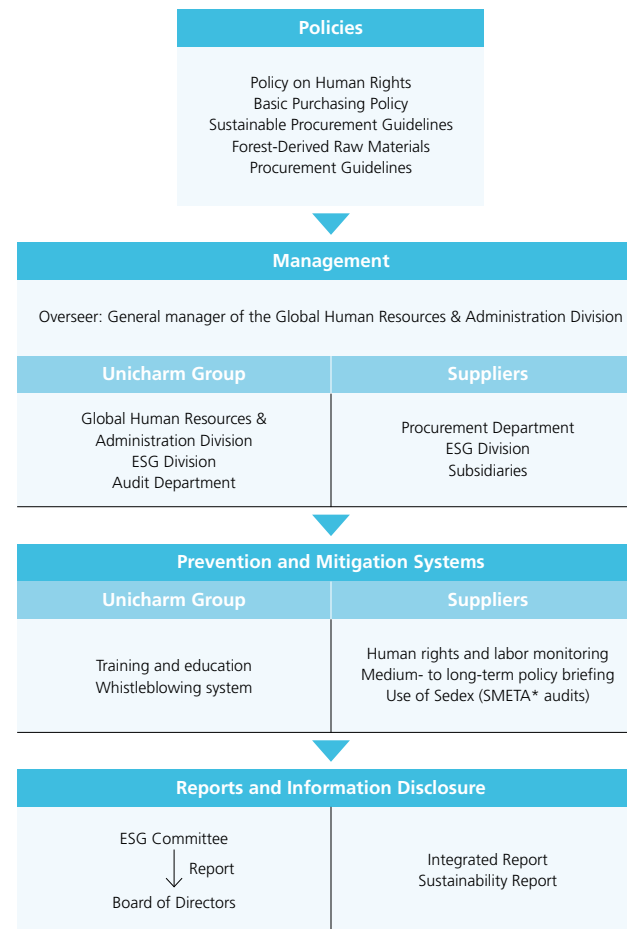 Policies
Policy on Human Rights
Basic Purchasing Policy
Sustainable Procurement Guidelines
Forest-Derived Raw Materials
Procurement Guidelines
Management
Overseer: General manager of the Global Human Resources & Administration Division
Unicharm Group
Global Human Resources &
Administration Division
ESG Division
Audit Department
Suppliers
Procurement Department
ESG Division
Subsidiaries
Prevention and Mitigation Systems
Unicharm Group
Training and education
Whistleblowing system
Suppliers
Human rights and labor monitoring
Medium- to long-term policy briefing
Use of Sedex (SMETA* audits)
Reports and Information Disclosure
ESG Committee
Report
Board of Directors
Integrated Report
Sustainability Report